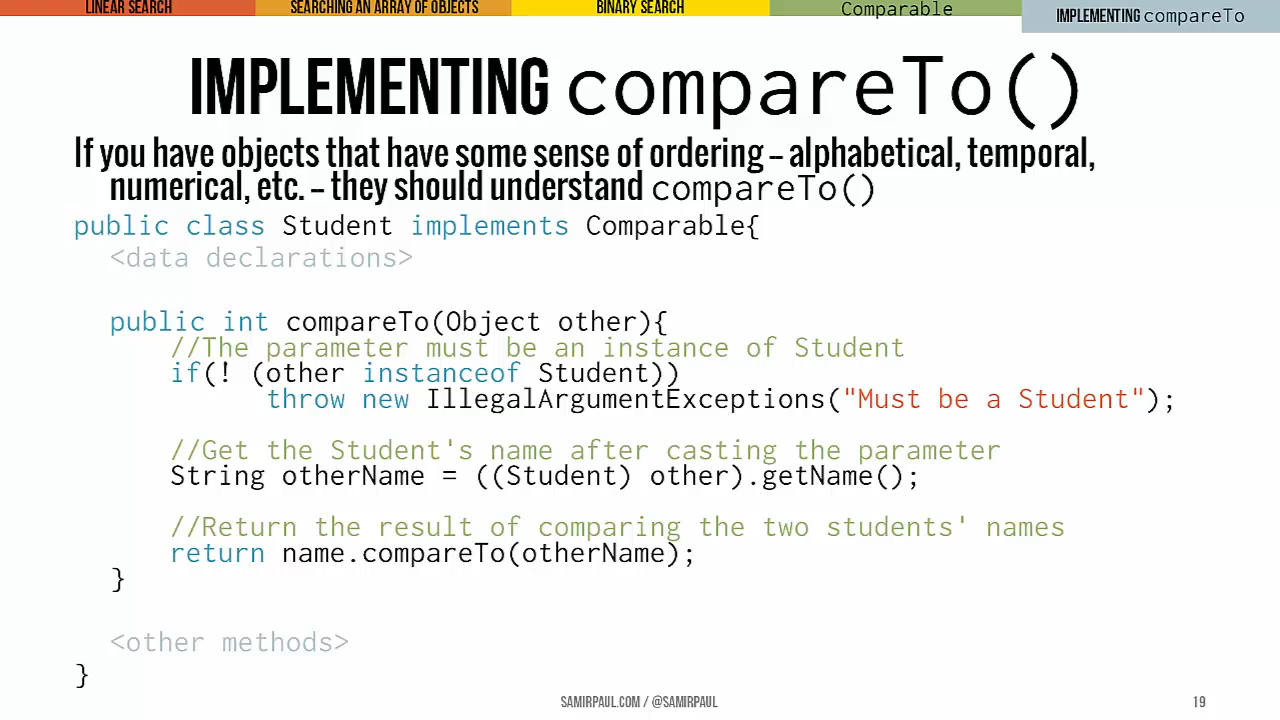 LINEAR SEARCH
SEARCHING AN ARRAY OF OBJECTS
BINARY SEARCH
Comparable
IMPLEMENTING compareTo
IMPLEMENTING compareTo()
If you have objects that have some sense of ordering – alphabetical, temporal,
numerical, etc. – they should understand compareTo()
public class Student implements Comparable{
<data declarations>
public int compareTo(Object other){
//The parameter must be an instance of Student
if(! (other instanceof Student))
throw new IllegalArgumentExceptions("Must be a Student");
//Get the Student's name after casting the parameter
String otherName = ((Student) other).getName();
//Return the result of comparing the two students' names
return name.compareTo(otherName);
}
<other methods>
}
SAMIRPAUL.COM / @SAMIRPAUL
19